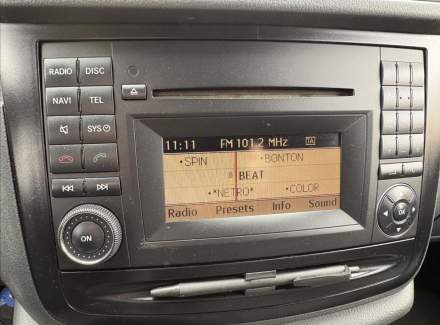 RADIO DISC
NAVI TEL
SYS
ON
11:11 FM 101.2 MHz TA
•SPIN •BONTON
BEAT
•*NETRO* •COLOR
Radio Presets Info Sound
OK